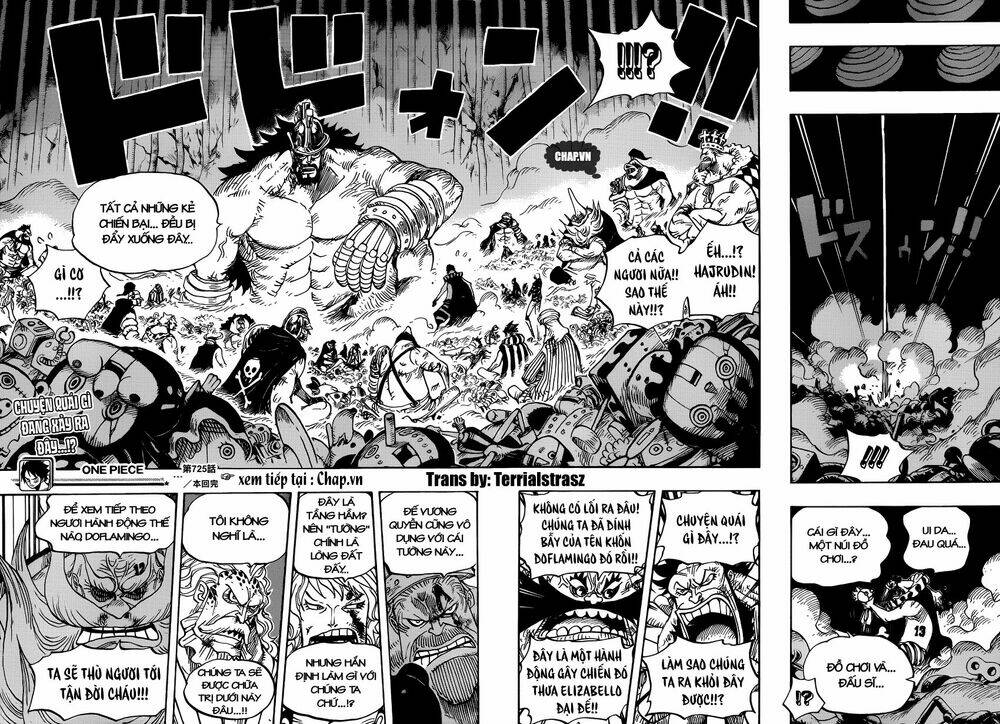 ドスゥン!!
!!!
UI DA...
ĐAU QUÁ...
CÁI GÌ ĐÂY...
MỘT NÚI ĐỒ
CHƠI...?
13
ĐỒ CHƠI VÀ...
ĐẤU SĨ...
!?
ドドォン!!
!!!?
CHAP.VN
ẾH...!?
HAJRUDIN!
ÁH!!
CẢ CÁC
NGƯỜI NỮA!!
SAO THẾ
NÀY!!?
TẤT CẢ NHỮNG KẺ
CHIẾN BẠI... ĐỀU BỊ
ĐẨY XUỐNG ĐÂY..
GÌ CƠ
...!!?
CHUYỆN QUÁI GÌ
ĐANG XẢY RA
ĐÂY...!?
ONE PIECE
第725話
／本回完
☞ xem tiếp tại : Chap.vn
Trans by: Terrialstrasz
CHUYỆN QUÁI
GÌ ĐÂY...!?
LÀM SAO CHÚNG
TA RA KHỎI ĐÂY
ĐƯỢC!!?
KHÔNG CÓ LỐI RA ĐÂU!
CHÚNG TA ĐÃ DÍNH
BẪY CỦA TÊN KHỐN
DOFLAMINGO ĐÓ RỒI!!
ĐÂY LÀ MỘT HÀNH
ĐỘNG GÂY CHIẾN ĐÓ
THƯA ELIZABELLO
ĐẠI ĐẾ!!
ĐẾ VƯƠNG
QUYỀN CŨNG VÔ
DỤNG VỚI CÁI
TƯỜNG NÀY...
ĐÂY LÀ
TẦNG HẦM?
NÊN "TƯỜNG"
CHÍNH LÀ
LÒNG ĐẤT
ĐẤY...
NHƯNG HẮN
ĐỊNH LÀM GÌ VỚI
CHÚNG TA
CHỨ...!?
TÔI KHÔNG
NGHĨ LÀ...
CHÚNG TA SẼ
ĐƯỢC CHỮA
TRỊ DƯỚI NÀY
ĐÂU...!!
ĐỂ XEM TIẾP THEO
NGƯƠI HÀNH ĐỘNG THẾ
NÀO DOFLAMINGO...
TA SẼ THÙ NGƯƠI TỚI
TẬN ĐỜI CHÁU!!!